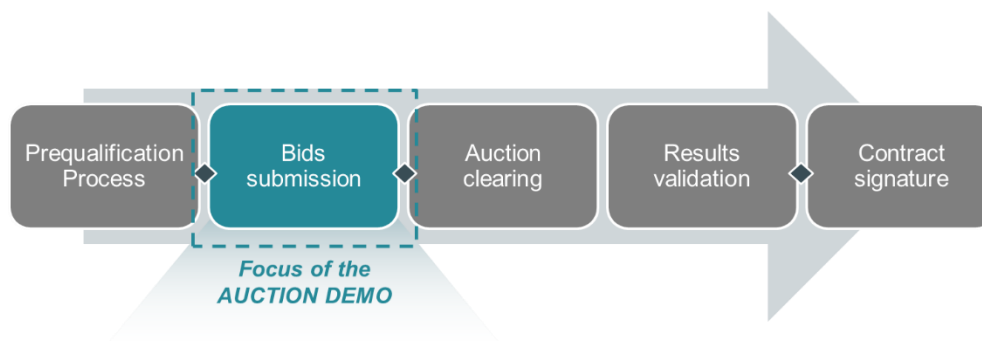 Prequalification
Process
Bids
submission
Auction
clearing
Results
validation
Contract
signature
Focus of the
AUCTION DEMO